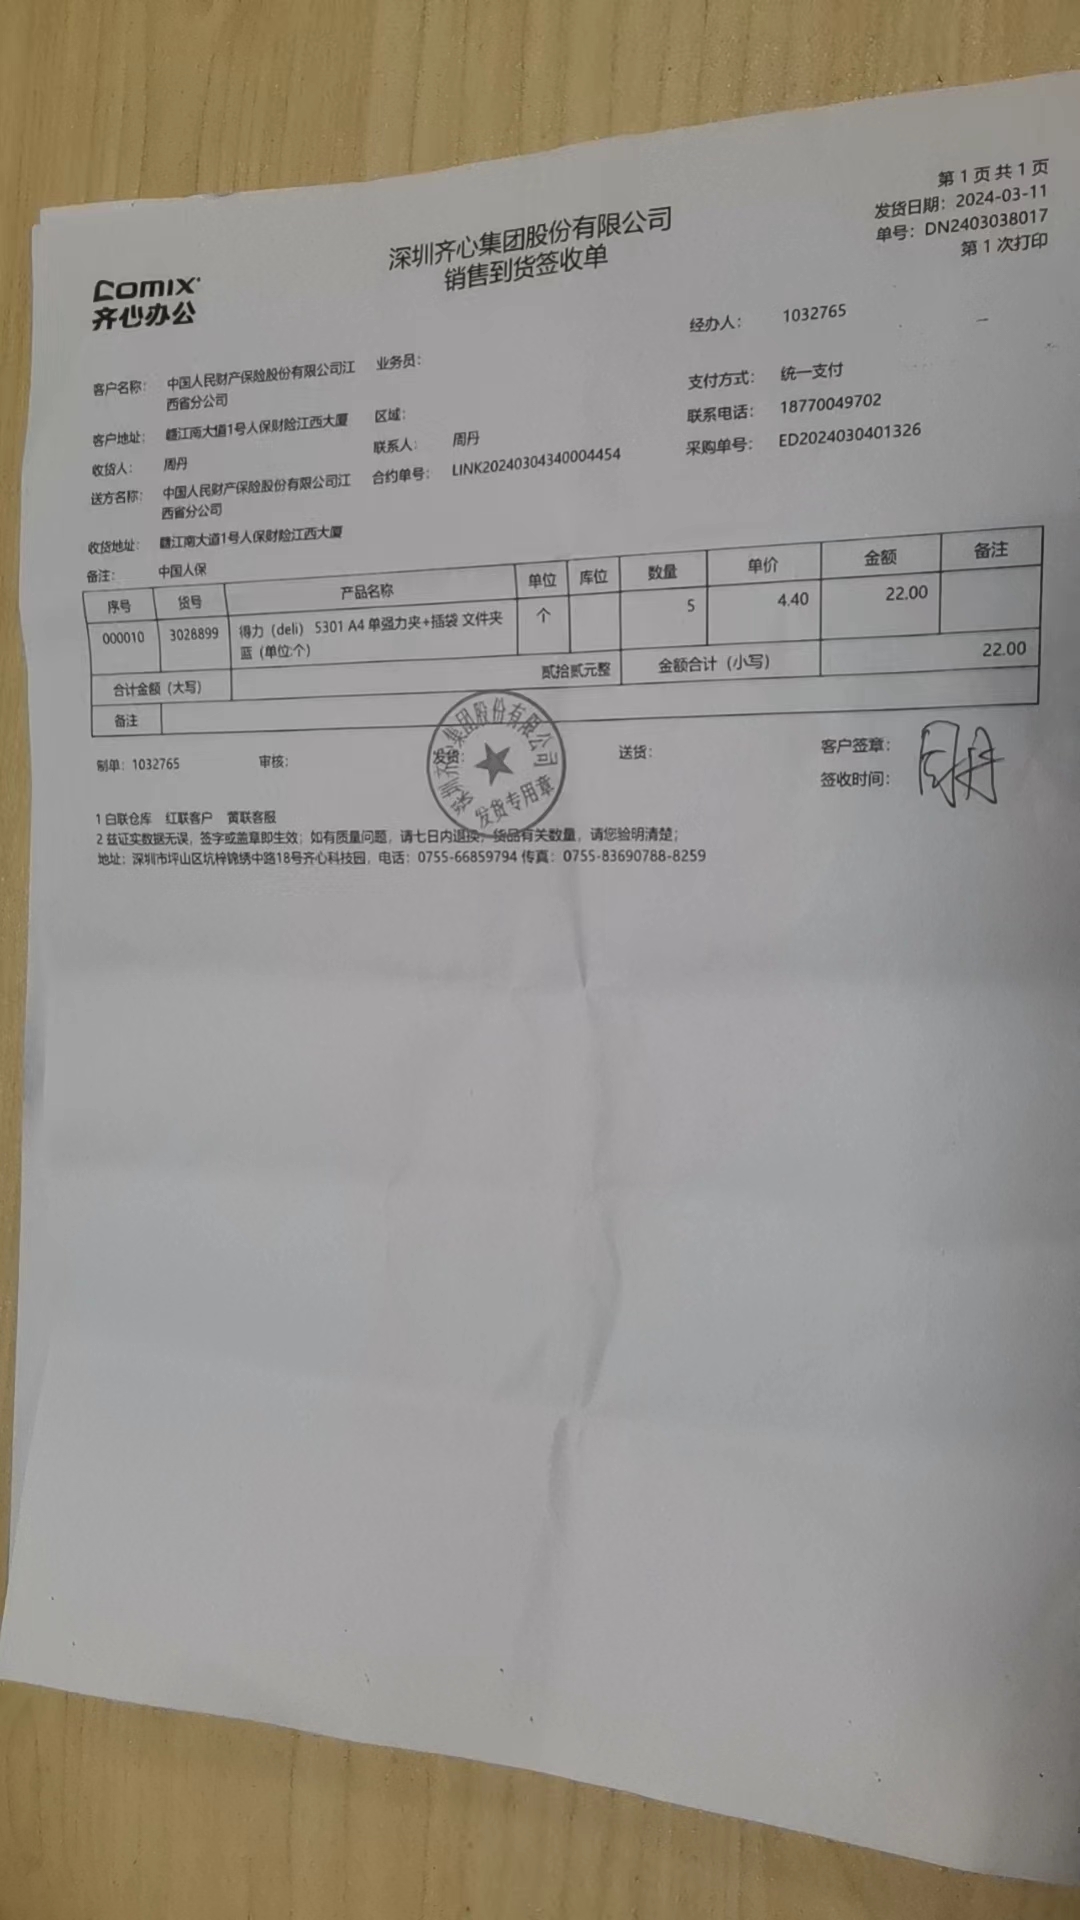 第 1 页 共 1 页
发货日期：2024-03-11
单号：DN2403038017
第 1 次打印
深圳齐心集团股份有限公司
销售到货签收单
COMIX
齐心办公
经办人： 1032765
客户名称： 中国人民财产保险股份有限公司江西省分公司 业务员： 支付方式： 统一支付
客户地址： 赣江南大道1号人保财险江西大厦 区域： 联系电话： 18770049702
收货人： 周丹 联系人： 周丹 采购单号： ED2024030401326
送方名称： 中国人民财产保险股份有限公司江西省分公司 合约单号： LINK20240304340004454
收货地址： 赣江南大道1号人保财险江西大厦
备注： 中国人保
序号 货号 产品名称 单位 库位 数量 单价 金额 备注
000010 3028899 得力（deli） 5301 A4 单强力夹+插袋 文件夹 蓝（单位:个） 个 5 4.40 22.00
合计金额（大写） 贰拾贰元整 金额合计（小写） 22.00
备注
制单：1032765 审核： 发货： 送货： 客户签章： 周丹
签收时间：
深圳齐心集团股份有限公司
发货专用章
1 白联仓库 红联客户 黄联客服
2 兹证实数据无误，签字或盖章即生效；如有质量问题，请七日内退换；货品有关数量，请您验明清楚；
地址：深圳市坪山区坑梓锦绣中路18号齐心科技园，电话：0755-66859794 传真：0755-83690788-8259